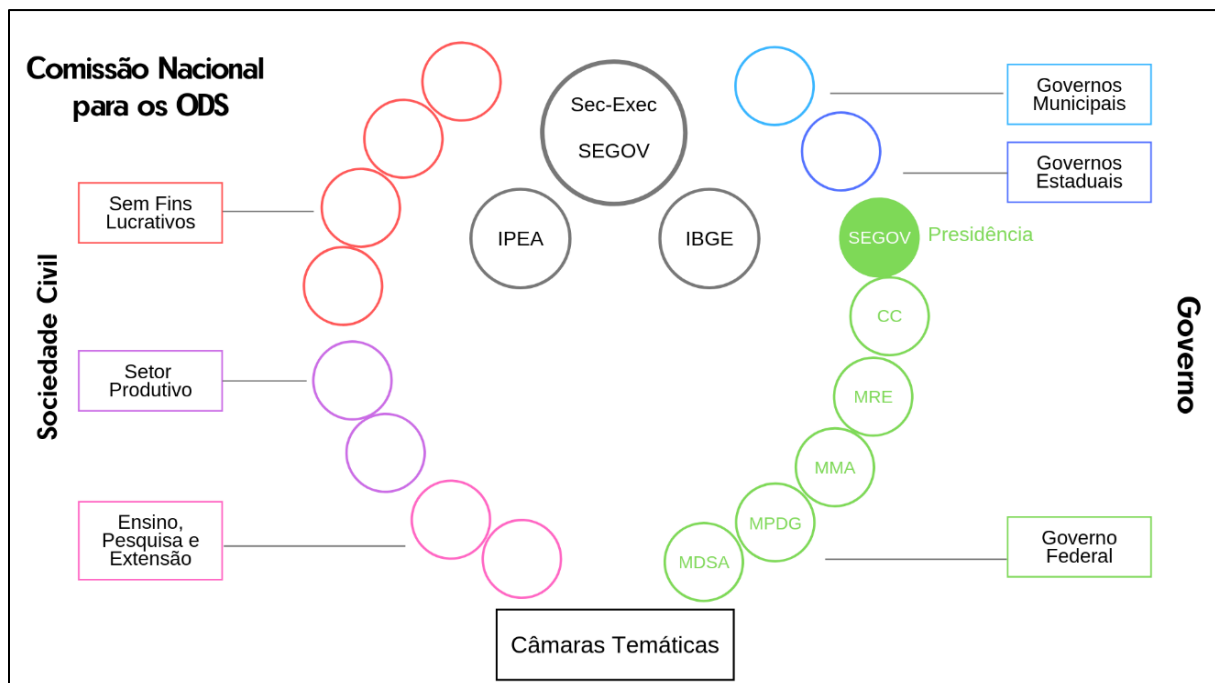 Comissão Nacional
para os ODS
Sociedade Civil
Sem Fins
Lucrativos
Setor
Produtivo
Ensino,
Pesquisa e
Extensão
Sec-Exec
SEGOV
IPEA
IBGE
Governos
Municipais
Governos
Estaduais
SEGOV
Presidência
CC
MRE
MMA
MPDG
MDSA
Governo
Federal
Governo
Câmaras Temáticas